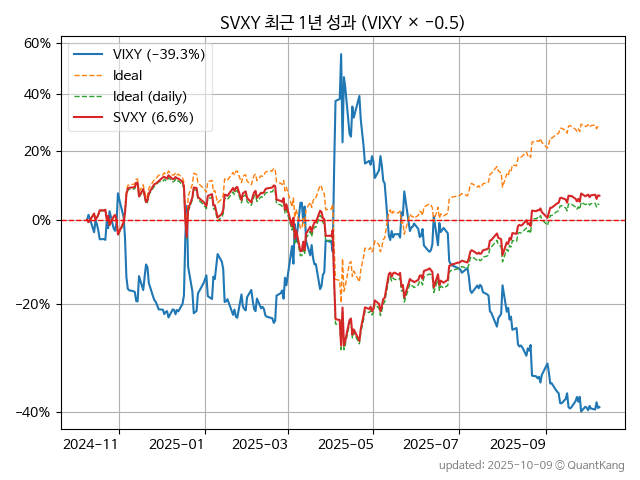 SVXY 최근 1년 성과 (VIXY × −0.5)
60%
40%
20%
0%
−20%
−40%
VIXY (−39.3%)
Ideal
Ideal (daily)
SVXY (6.6%)
2024-11
2025-01
2025-03
2025-05
2025-07
2025-09
updated: 2025-10-09 © QuantKang